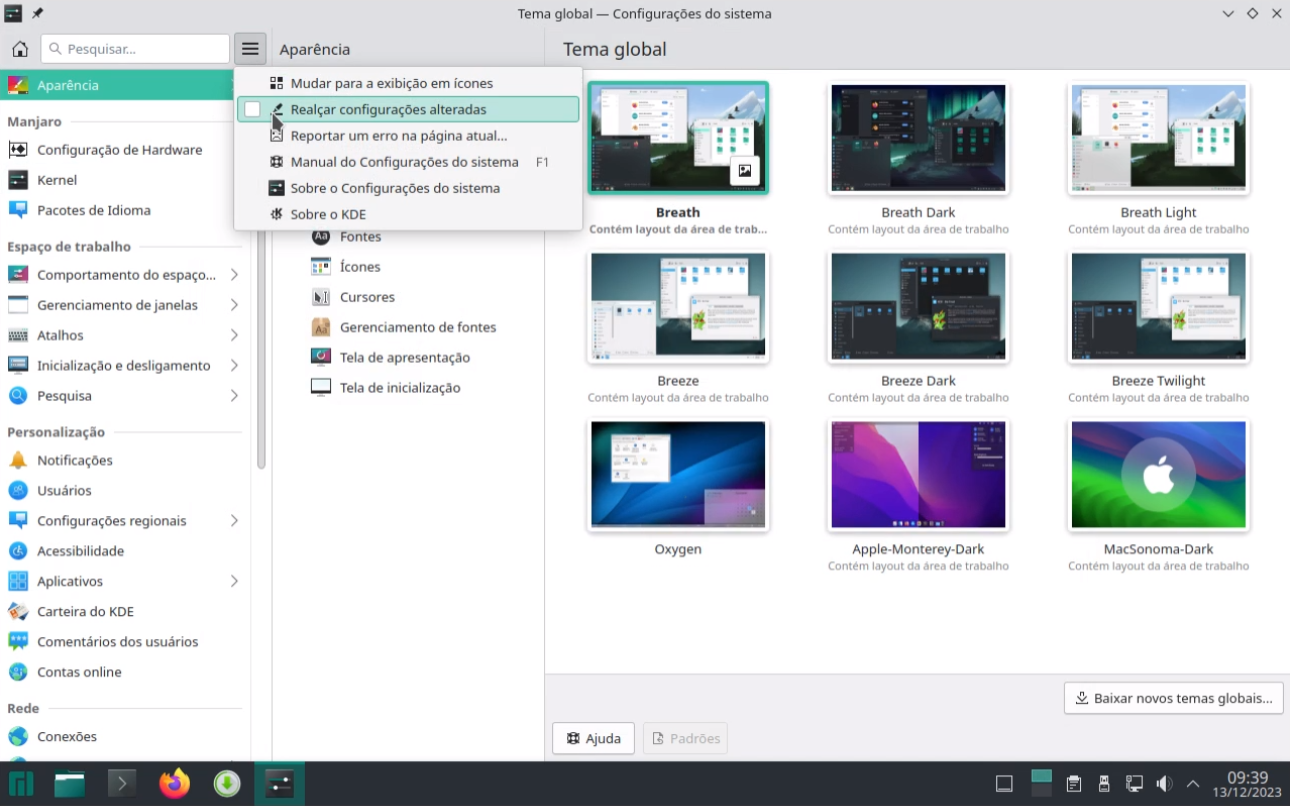 Tema global — Configurações do sistema
Pesquisar...
Aparência
Tema global
Aparência
Mudar para a exibição em ícones
Realçar configurações alteradas
Reportar um erro na página atual...
Manual do Configurações do sistema F1
Sobre o Configurações do sistema
Sobre o KDE
Manjaro
Configuração de Hardware
Kernel
Pacotes de Idioma
Espaço de trabalho
Comportamento do espaço...
Gerenciamento de janelas
Atalhos
Inicialização e desligamento
Pesquisa
Personalização
Notificações
Usuários
Configurações regionais
Acessibilidade
Aplicativos
Carteira do KDE
Comentários dos usuários
Contas online
Rede
Conexões
Fontes
Ícones
Cursores
Gerenciamento de fontes
Tela de apresentação
Tela de inicialização
Breath
Contém layout da área de trab...
Breath Dark
Contém layout da área de trabalho
Breath Light
Contém layout da área de trabalho
Breeze
Contém layout da área de trabalho
Breeze Dark
Contém layout da área de trabalho
Breeze Twilight
Contém layout da área de trabalho
Oxygen
Apple-Monterey-Dark
Contém layout da área de trabalho
MacSonoma-Dark
Contém layout da área de trabalho
Baixar novos temas globais...
Ajuda
Padrões
09:39
13/12/2023